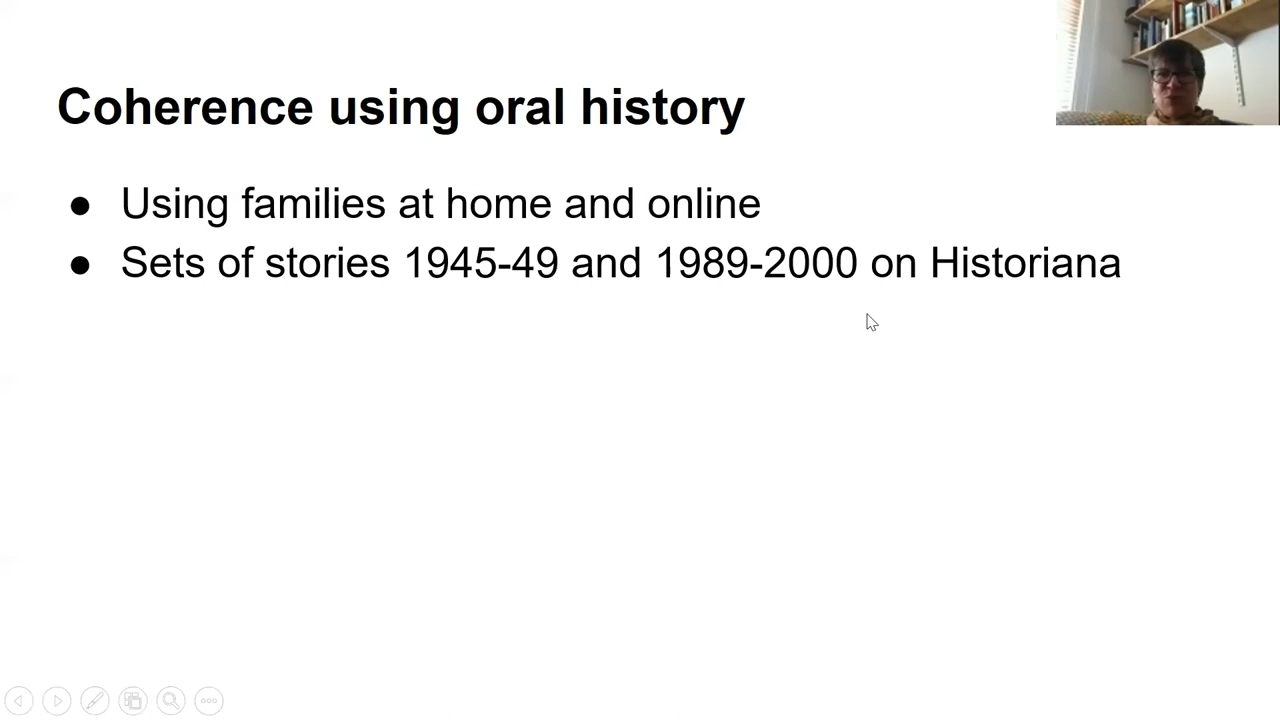 Coherence using oral history
● Using families at home and online
● Sets of stories 1945-49 and 1989-2000 on Historiana